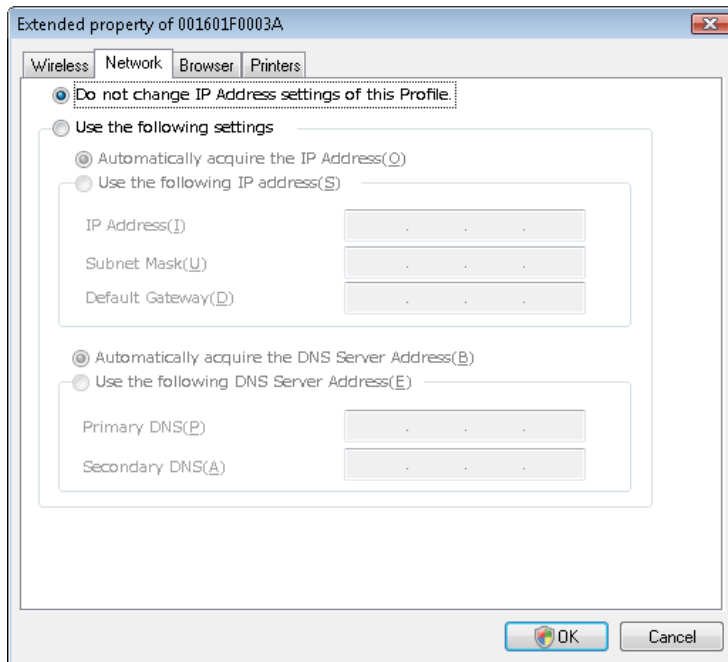 Extended property of 001601F0003A
Wireless Network Browser Printers
Do not change IP Address settings of this Profile.
Use the following settings
Automatically acquire the IP Address(O)
Use the following IP address(S)
IP Address(I)
Subnet Mask(U)
Default Gateway(D)
Automatically acquire the DNS Server Address(B)
Use the following DNS Server Address(E)
Primary DNS(P)
Secondary DNS(A)
OK Cancel